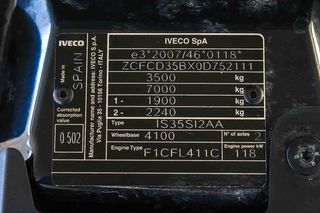 IVECO
Made in SPAIN
Corrected
absorption
value
0 502
Manufacturer name and address: IVECO S.p.A.
Via Puglia 35 - 10156 Torino - ITALY
IVECO SpA
e3*2007/46*0118*
ZCFCD35BX0D752111
3500 kg
7000 kg
1- 1900 kg
2- 2240 kg
Type IS35SI2AA
Wheelbase 4100 N° of axles 2
Engine type F1CFL411C Engine power kW 118